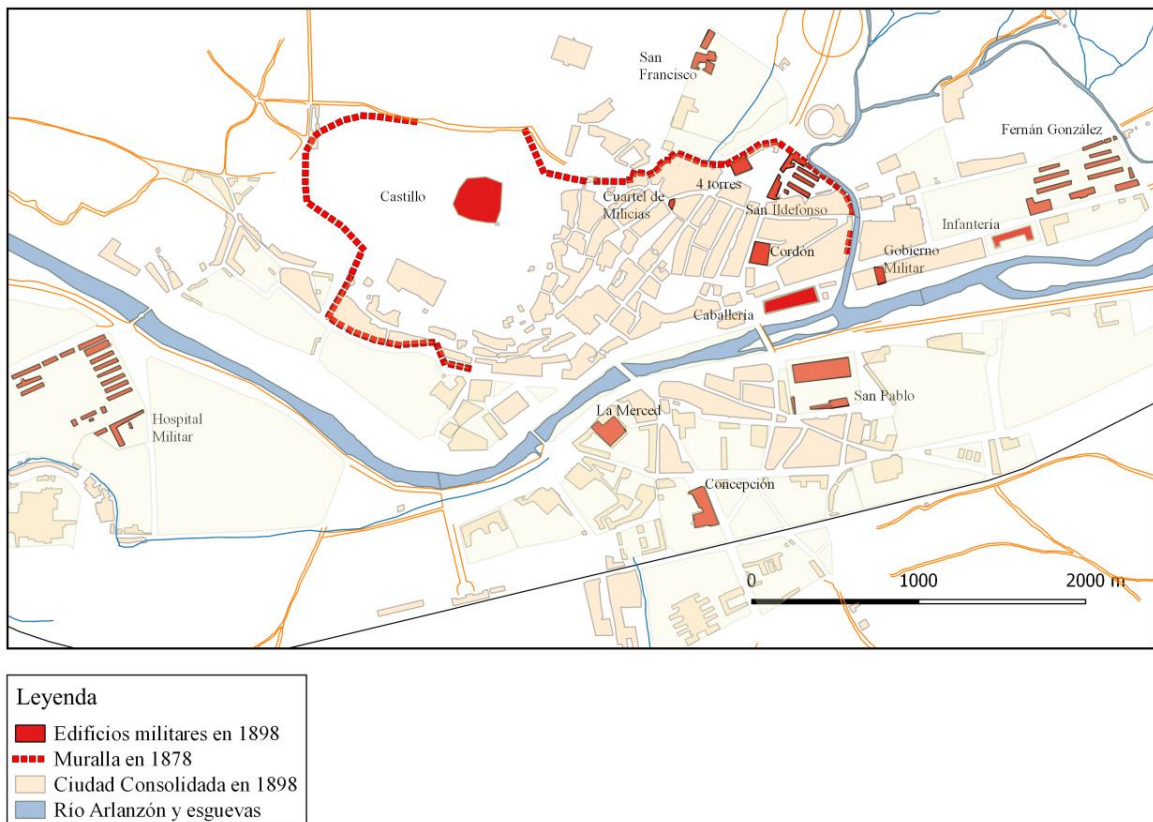 San
Francisco
Fernán González
Castillo
Cuartel de
Milicias
4 torres
San Ildefonso
Infanteria
Cordón
Gobierno
Militar
Caballería
San Pablo
La Merced
Hospital
Militar
Concepción
0 1000 2000 m
Leyenda
Edificios militares en 1898
Muralla en 1878
Ciudad Consolidada en 1898
Río Arlanzón y esguevas